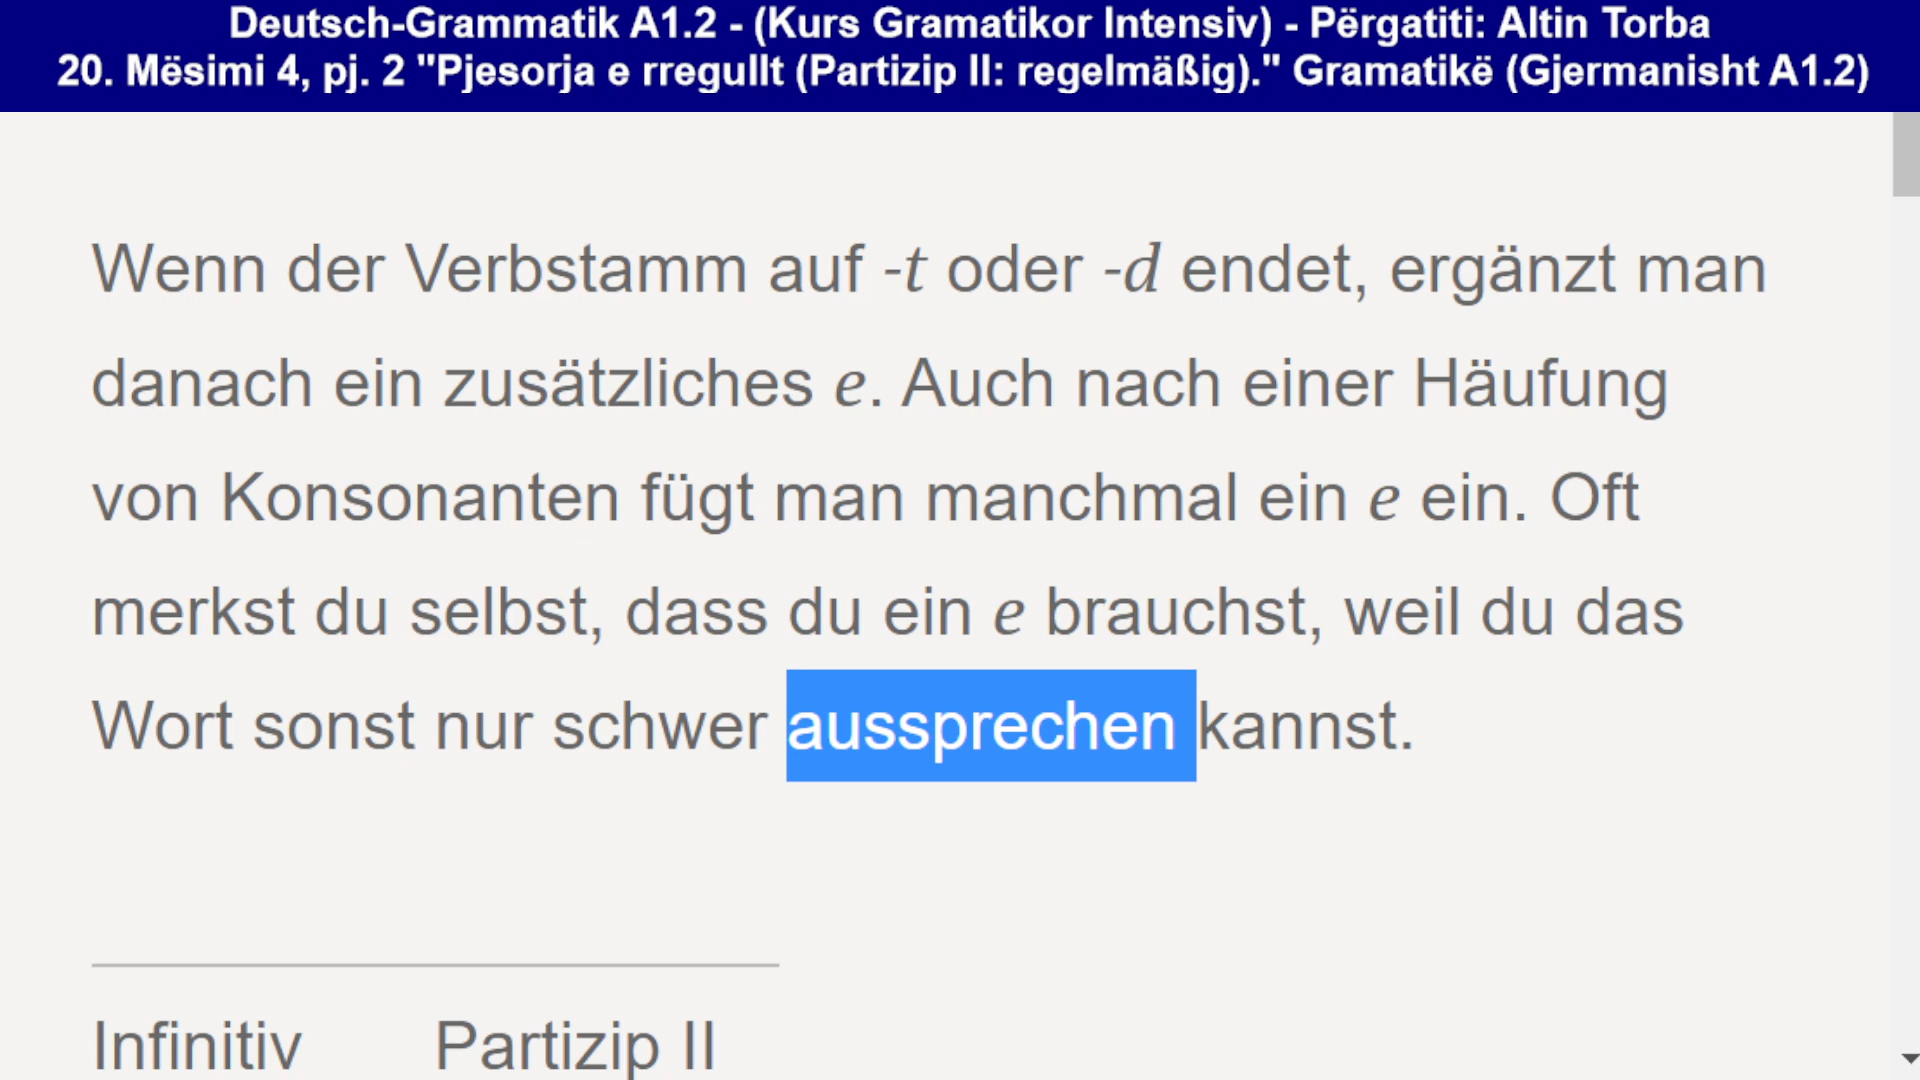 Deutsch-Grammatik A1.2 - (Kurs Gramatikor Intensiv) - Përgatiti: Altin Torba
20. Mësimi 4, pj. 2 "Pjesorja e rregullt (Partizip II: regelmäßig)." Gramatikë (Gjermanisht A1.2)
Wenn der Verbstamm auf -t oder -d endet, ergänzt man
danach ein zusätzliches e. Auch nach einer Häufung
von Konsonanten fügt man manchmal ein e ein. Oft
merkst du selbst, dass du ein e brauchst, weil du das
Wort sonst nur schwer aussprechen kannst.
Infinitiv Partizip II